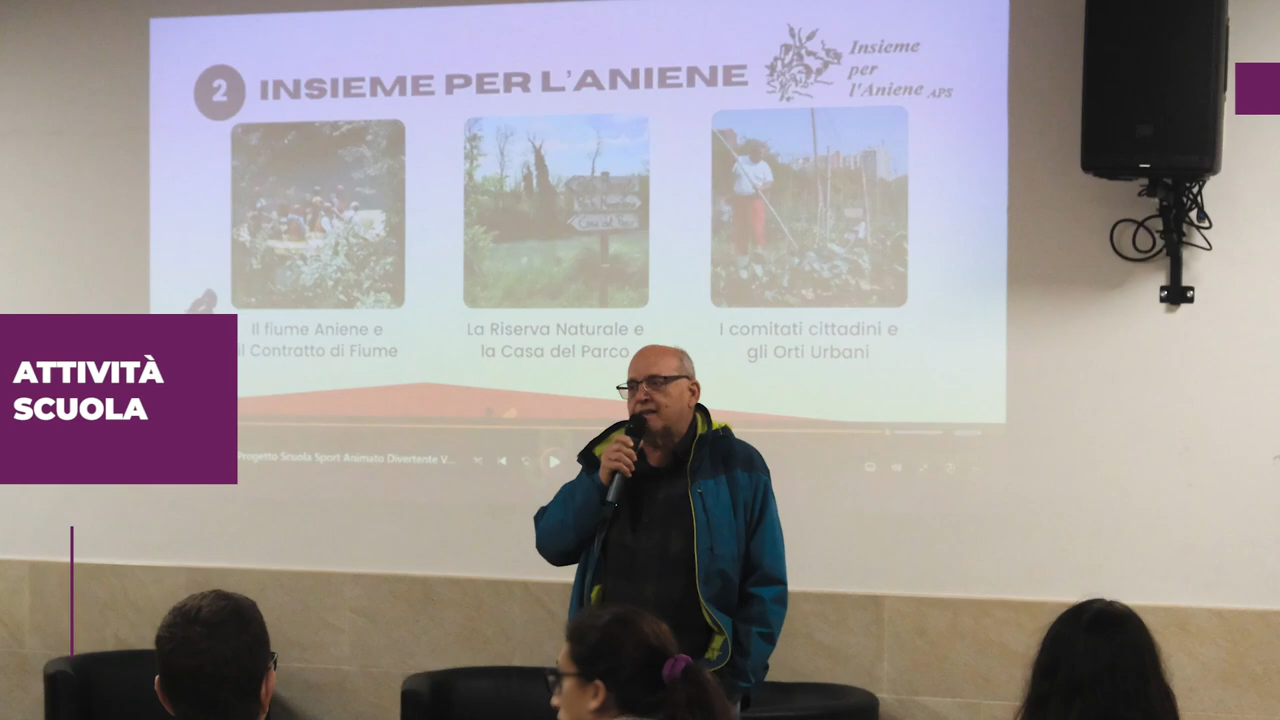 2
INSIEME PER L'ANIENE
Insieme
per
l'Aniene APS
Il fiume Aniene e
il Contratto di Fiume
La Riserva Naturale e
la Casa del Parco
I comitati cittadini e
gli Orti Urbani
ATTIVITÀ
SCUOLA
Progetto Scuola Sport Animato Divertente V...